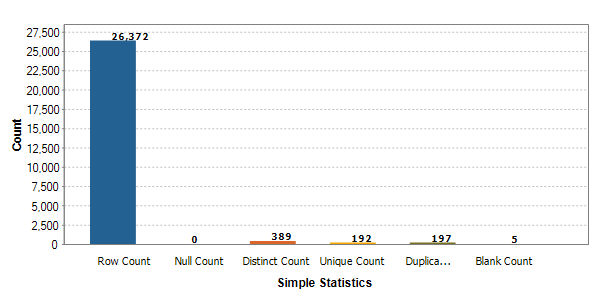 27,500
25,000
22,500
20,000
17,500
15,000
12,500
10,000
7,500
5,000
2,500
0
Count
26,372
0
389
192
197
5
Row Count
Null Count
Distinct Count
Unique Count
Duplica...
Blank Count
Simple Statistics